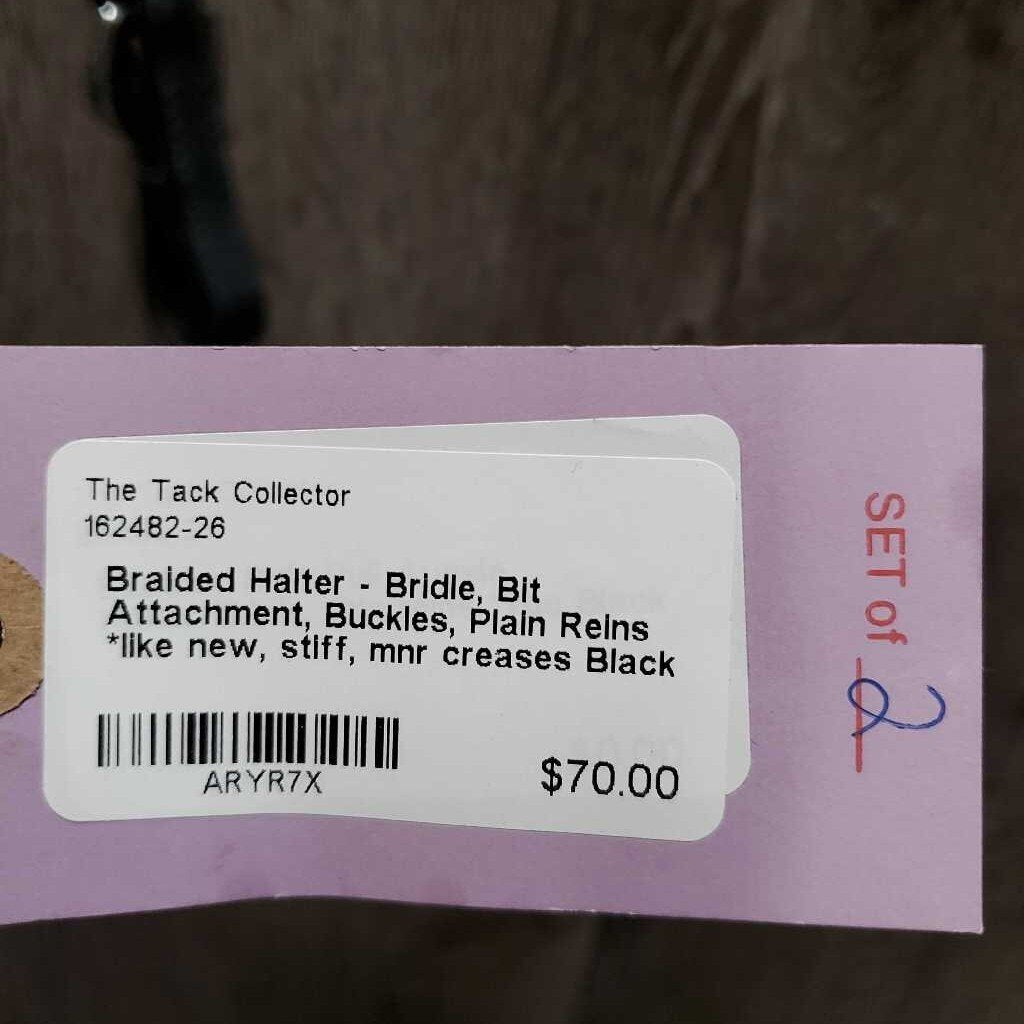 The Tack Collector
162482-26
Braided Halter - Bridle, Bit
Attachment, Buckles, Plain Reins
*like new, stiff, mnr creases Black
ARYR7X
$70.00
SET of 2